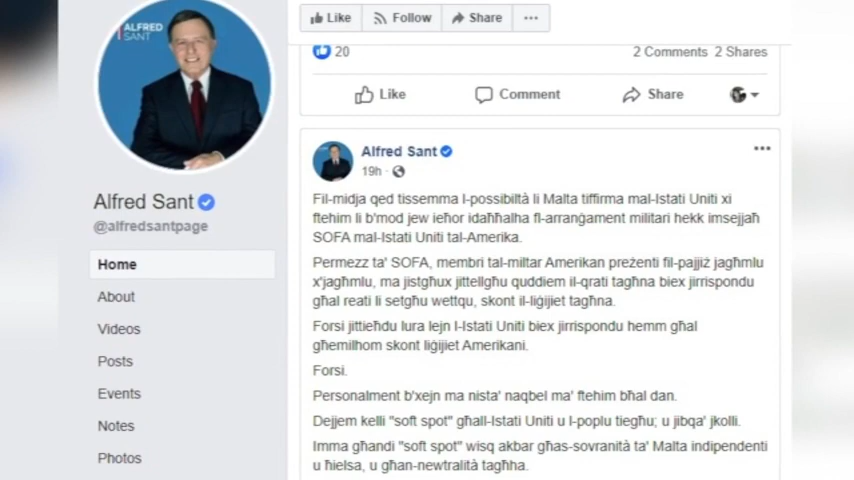 ALFRED
SANT
Alfred Sant
@alfredsantpage
Home
About
Videos
Posts
Events
Notes
Photos
Like
Follow
Share
20
2 Comments 2 Shares
Like
Comment
Share
Alfred Sant
19h
Fil-midja qed tissemma l-possibiltà li Malta tiffirma mal-Istati Uniti xi
ftehim li b'mod jew ieħor idaħħalha fl-arranġament militari hekk imsejjaħ
SOFA mal-Istati Uniti tal-Amerika.
Permezz ta' SOFA, membri tal-militar Amerikan preżenti fil-pajjiż jagħmlu
x'jagħmlu, ma jistgħux jittellgħu quddiem il-qrati tagħna biex jirrispondu
għal reati li setgħu wettqu, skont il-liġijiet tagħna.
Forsi jittieħdu lura lejn l-Istati Uniti biex jirrispondu hemm għal
għemilhom skont liġijiet Amerikani.
Forsi.
Personalment b'xejn ma nista' naqbel ma' ftehim bħal dan.
Dejjem kelli "soft spot" għall-Istati Uniti u l-poplu tiegħu; u jibqa' jkolli.
Imma għandi "soft spot" wisq akbar għas-sovranità ta' Malta indipendenti
u ħielsa, u għan-newtralità tagħha.